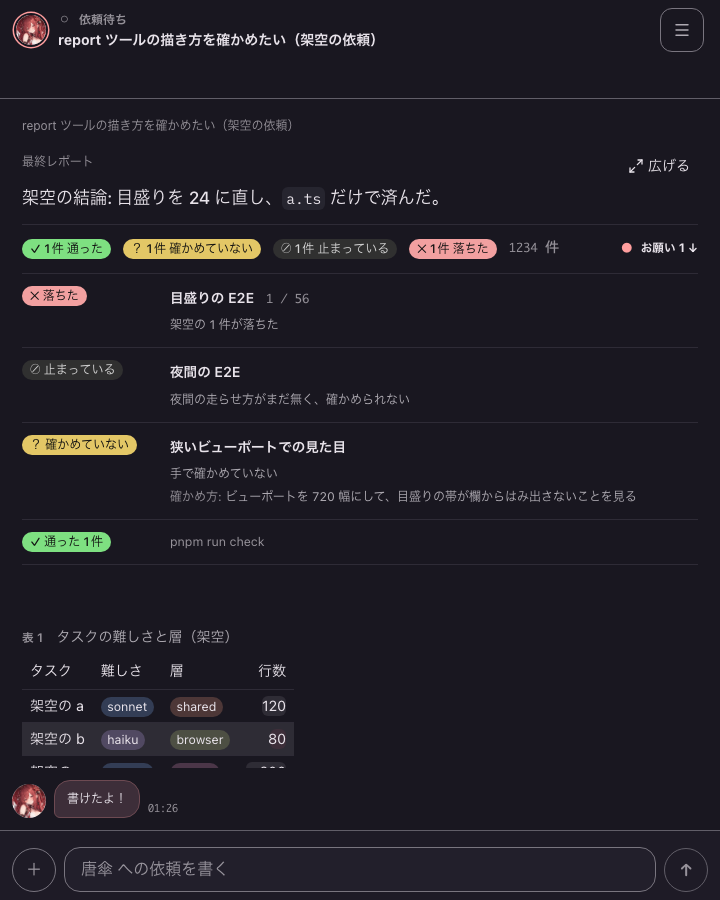 依頼待ち
report ツールの描き方を確かめたい（架空の依頼）
report ツールの描き方を確かめたい（架空の依頼）
最終レポート
広げる
架空の結論: 目盛りを 24 に直し、 a.ts だけで済んだ。
✓ 1件 通った ? 1件 確かめていない ⊘ 1件 止まっている ✕ 1件 落ちた 1234 件 お願い 1 ↓
✕ 落ちた 目盛りの E2E 1 / 56
架空の 1 件が落ちた
⊘ 止まっている 夜間の E2E
夜間の走らせ方がまだ無く、確かめられない
? 確かめていない 狭いビューポートでの見た目
手で確かめていない
確かめ方: ビューポートを 720 幅にして、目盛りの帯が欄からはみ出さないことを見る
✓ 通った 1件 pnpm run check
表 1 タスクの難しさと層（架空）
タスク 難しさ 層 行数
架空の a sonnet shared 120
架空の b haiku browser 80
書けたよ！ 01:26
唐傘 への依頼を書く